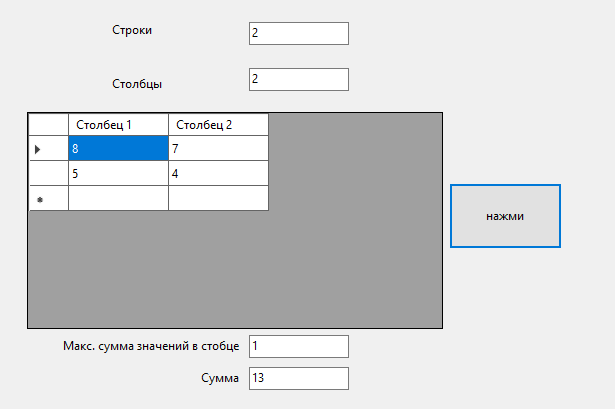 Строки 2
Столбцы 2
Столбец 1 Столбец 2
8 7
5 4
нажми
Макс. сумма значений в стобце 1
Сумма 13